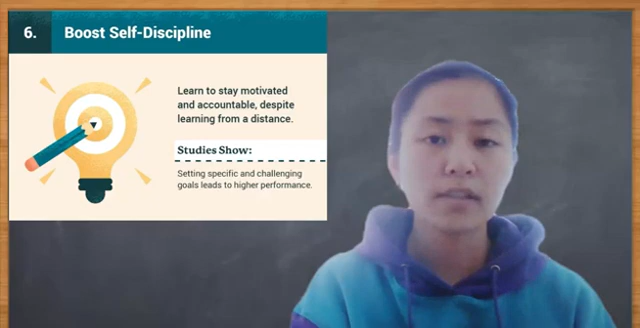 6. Boost Self-Discipline
Learn to stay motivated
and accountable, despite
learning from a distance.
Studies Show:
Setting specific and challenging
goals leads to higher performance.